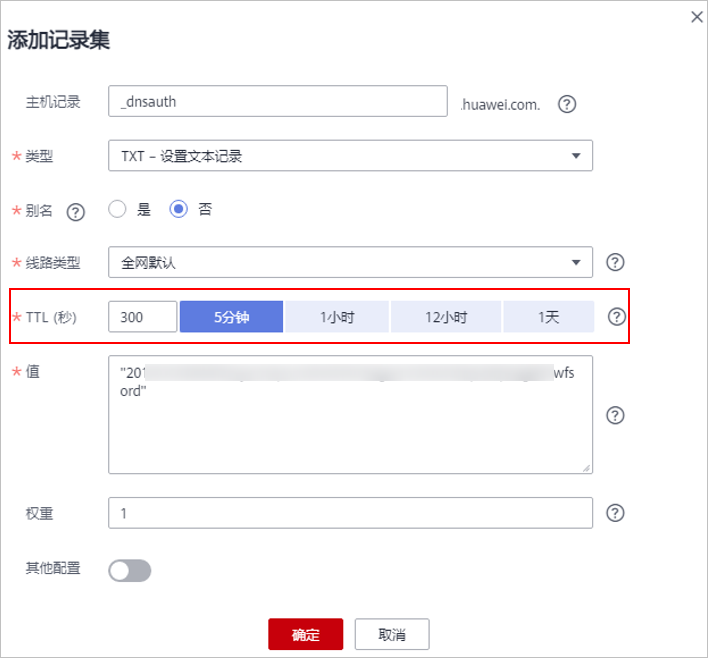 添加记录集
主机记录 _dnsauth .huawei.com. ?
* 类型 TXT – 设置文本记录
* 别名 ? 是 否
* 线路类型 全网默认 ?
* TTL (秒) 300 5分钟 1小时 12小时 1天 ?
* 值 "201 wfs
ord" ?
权重 1 ?
其他配置
确定 取消